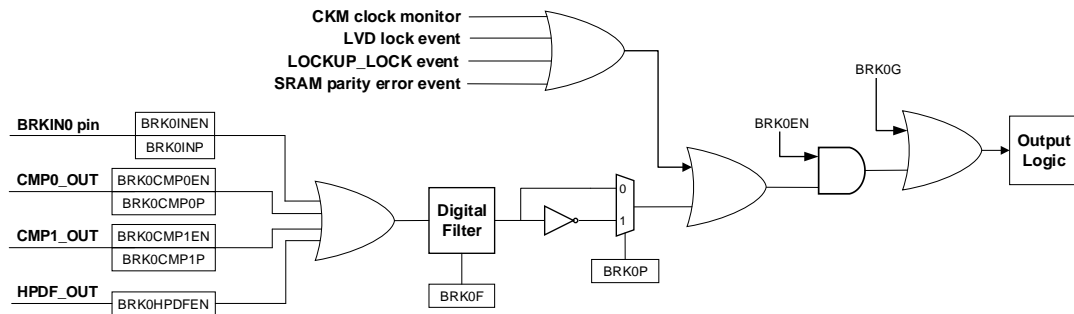 CKM clock monitor
LVD lock event
LOCKUP_LOCK event
SRAM parity error event
BRK0G
BRK0EN
BRKIN0 pin
BRK0INEN
BRK0INP
Output
Logic
CMP0_OUT
BRK0CMP0EN
BRK0CMP0P
Digital
Filter
0
1
CMP1_OUT
BRK0CMP1EN
BRK0CMP1P
BRK0P
HPDF_OUT
BRK0HPDFEN
BRK0F